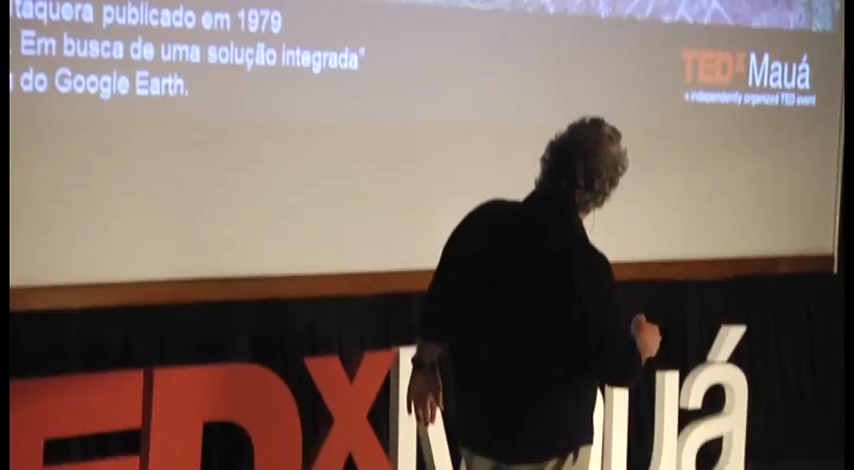 taquera publicado em 1979
. Em busca de uma solução integrada"
do Google Earth.
TEDx Mauá
x independently organized TED event
TEDx Mauá